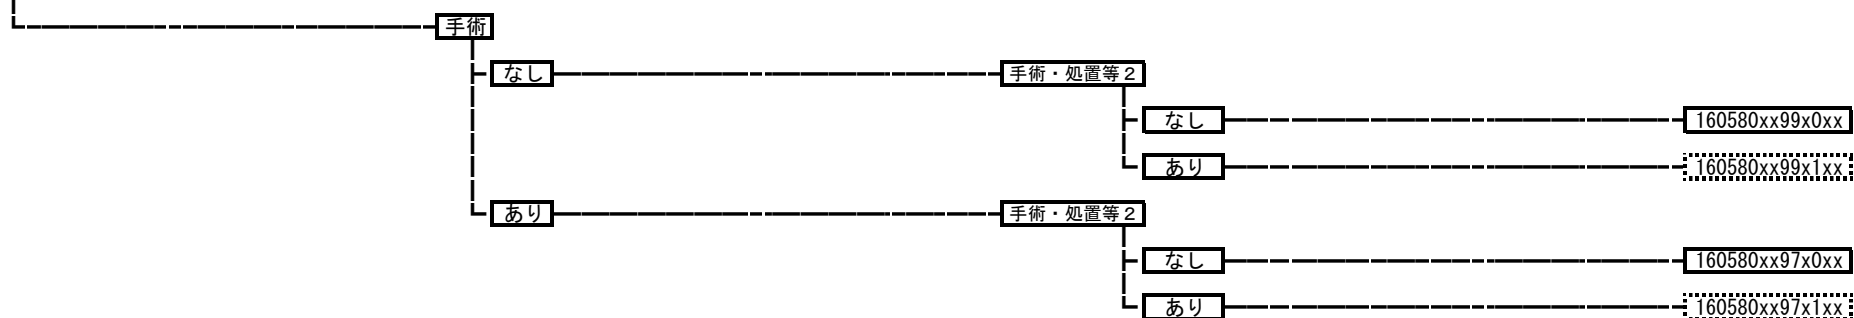 手術
なし 手術・処置等2
なし 160580xx99x0xx
あり 160580xx99x1xx
あり 手術・処置等2
なし 160580xx97x0xx
あり 160580xx97x1xx